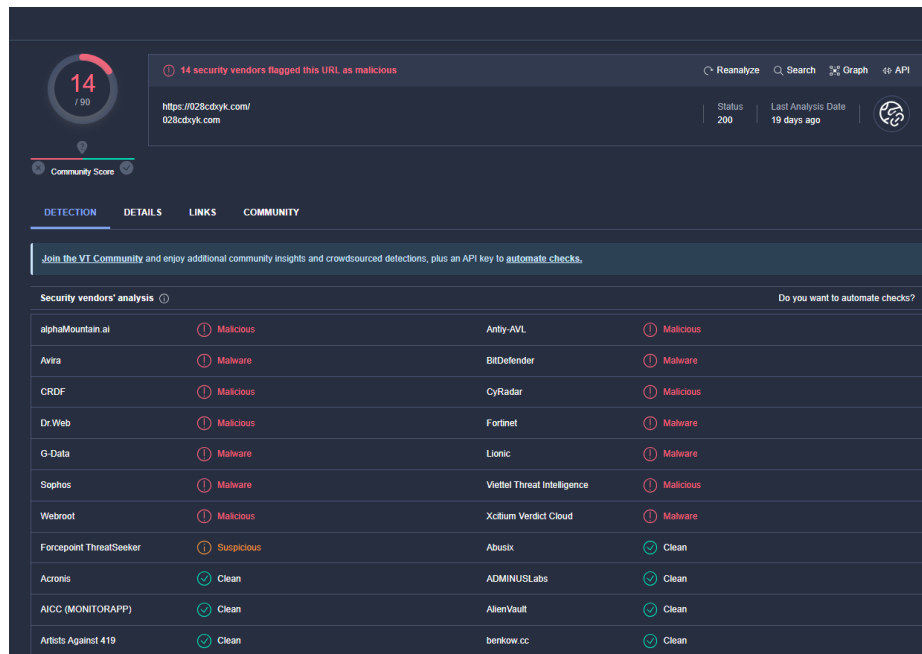 14
/ 90
Community Score
14 security vendors flagged this URL as malicious
Reanalyze Search Graph API
https://028cdxyk.com/
028cdxyk.com
Status
200
Last Analysis Date
19 days ago
DETECTION DETAILS LINKS COMMUNITY
Join the VT Community and enjoy additional community insights and crowdsourced detections, plus an API key to automate checks.
Security vendors' analysis Do you want to automate checks?
alphaMountain.ai Malicious Antiy-AVL Malicious
Avira Malware BitDefender Malware
CRDF Malicious CyRadar Malicious
Dr.Web Malicious Fortinet Malware
G-Data Malware Lionic Malware
Sophos Malware Viettel Threat Intelligence Malicious
Webroot Malicious Xcitium Verdict Cloud Malware
Forcepoint ThreatSeeker Suspicious Abusix Clean
Acronis Clean ADMINUSLabs Clean
AICC (MONITORAPP) Clean AlienVault Clean
Artists Against 419 Clean benkow.cc Clean